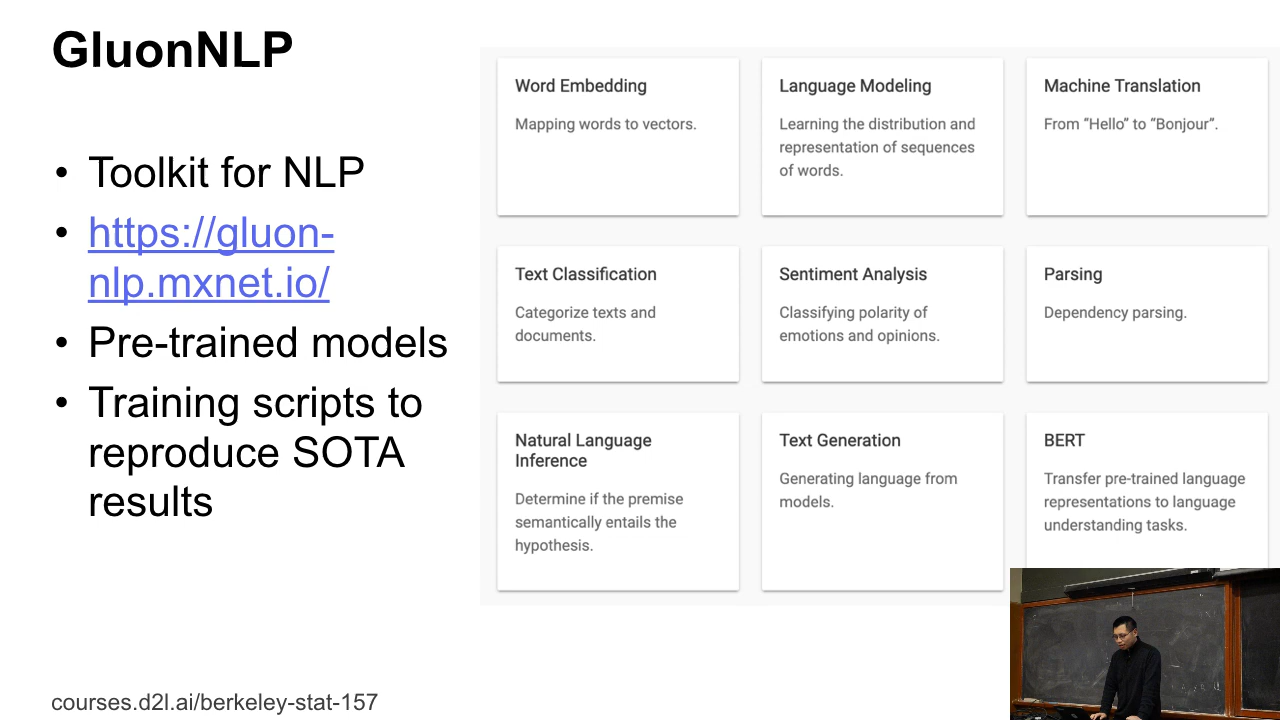 GluonNLP
• Toolkit for NLP
• https://gluon-
nlp.mxnet.io/
• Pre-trained models
• Training scripts to
reproduce SOTA
results
Word Embedding
Mapping words to vectors.
Language Modeling
Learning the distribution and
representation of sequences
of words.
Machine Translation
From “Hello” to “Bonjour”.
Text Classification
Categorize texts and
documents.
Sentiment Analysis
Classifying polarity of
emotions and opinions.
Parsing
Dependency parsing.
Natural Language
Inference
Determine if the premise
semantically entails the
hypothesis.
Text Generation
Generating language from
models.
BERT
Transfer pre-trained language
representations to language
understanding tasks.
courses.d2l.ai/berkeley-stat-157